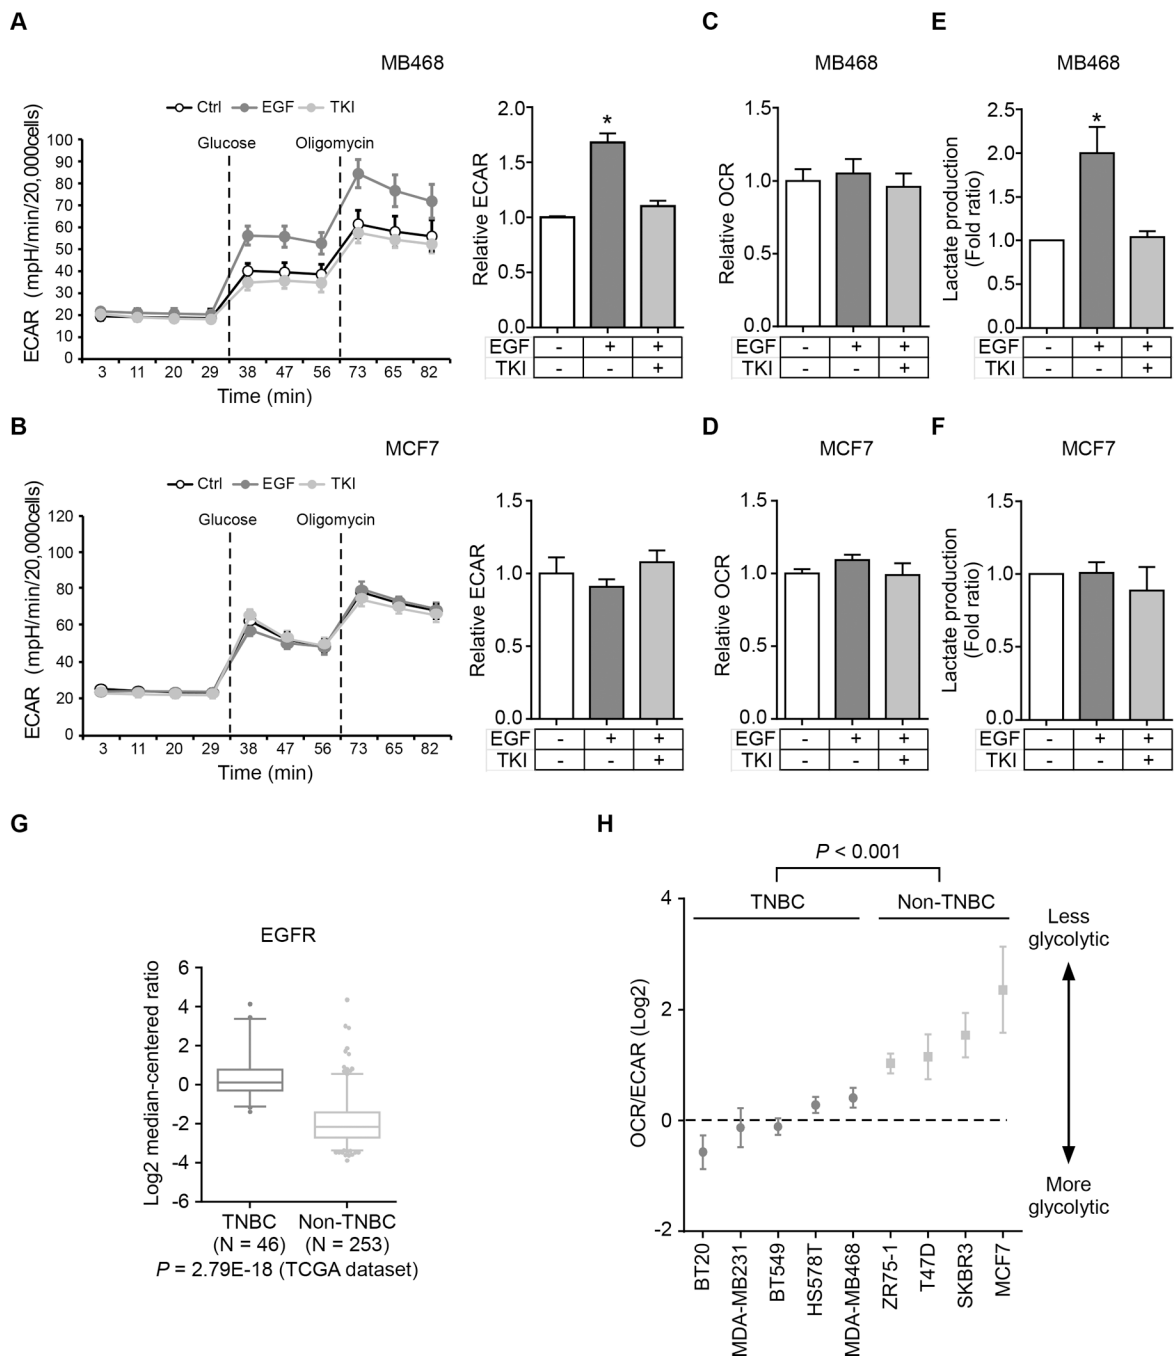 A
MB468
Ctrl EGF TKI
ECAR (mpH/min/20,000cells)
100
90
80
70
60
50
40
30
20
10
0
Glucose
Oligomycin
3 11 20 29 38 47 56 73 65 82
Time (min)
Relative ECAR
2.0
1.5
1.0
0.5
0.0
*
EGF - + +
TKI - - +
C
MB468
Relative OCR
1.5
1.0
0.5
0.0
EGF - + +
TKI - - +
E
MB468
Lactate production
(Fold ratio)
2.5
2.0
1.5
1.0
0.5
0.0
*
EGF - + +
TKI - - +
B
MCF7
Ctrl EGF TKI
ECAR (mpH/min/20,000cells)
120
100
80
60
40
20
0
Glucose
Oligomycin
3 11 20 29 38 47 56 73 65 82
Time (min)
Relative ECAR
1.5
1.0
0.5
0.0
EGF - + +
TKI - - +
D
MCF7
Relative OCR
1.5
1.0
0.5
0.0
EGF - + +
TKI - - +
F
MCF7
Lactate production
(Fold ratio)
1.5
1.0
0.5
0.0
EGF - + +
TKI - - +
G
EGFR
Log2 median-centered ratio
6
4
2
0
-2
-4
-6
TNBC Non-TNBC
(N = 46) (N = 253)
P = 2.79E-18 (TCGA dataset)
H
P < 0.001
TNBC Non-TNBC
OCR/ECAR (Log2)
4
2
0
-2
Less
glycolytic
More
glycolytic
BT20
MDA-MB231
BT549
HS578T
MDA-MB468
ZR75-1
T47D
SKBR3
MCF7